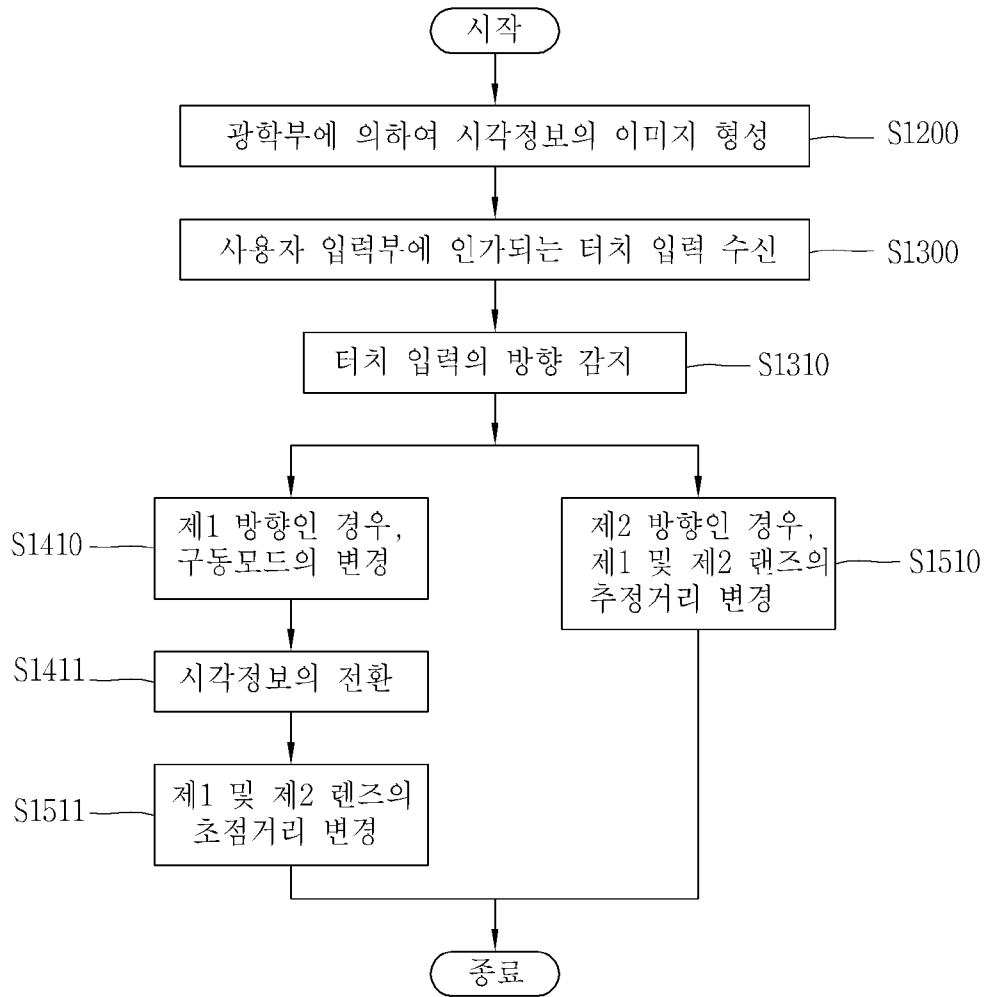 시작
광학부에 의하여 시각정보의 이미지 형성
S1200
사용자 입력부에 인가되는 터치 입력 수신
S1300
터치 입력의 방향 감지
S1310
제1 방향인 경우,
구동모드의 변경
S1410
제2 방향인 경우,
제1 및 제2 랜즈의
추정거리 변경
S1510
시각정보의 전환
S1411
제1 및 제2 렌즈의
초점거리 변경
S1511
종료